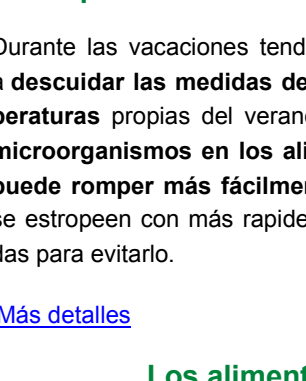 Durante las vacaciones tend
a descuidar las medidas de
peraturas propias del veran
microorganismos en los ali
puede romper más fácilmen
se estropeen con más rapide
das para evitarlo.
Más detalles
Los aliment